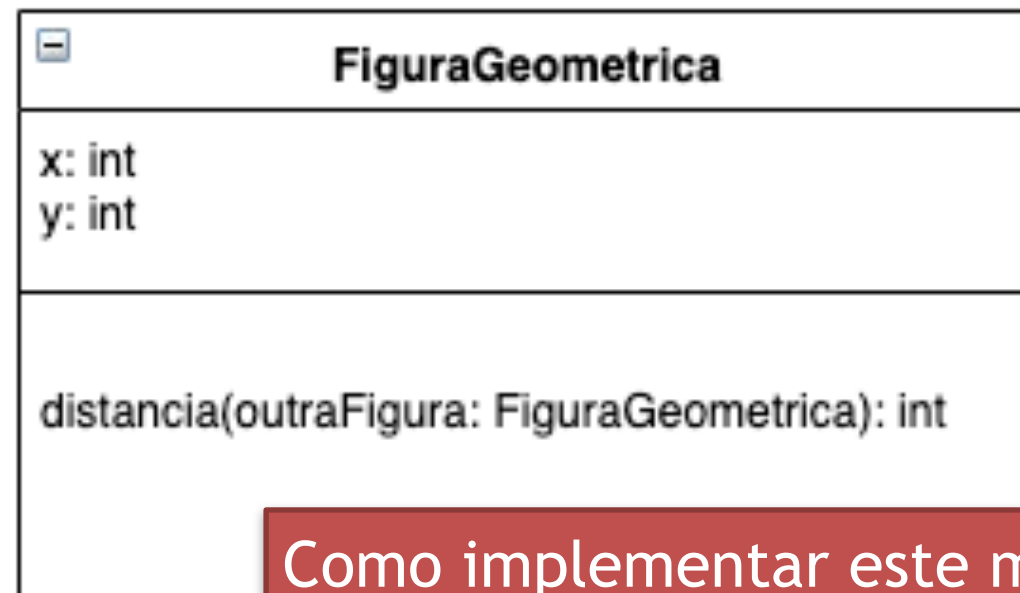 FiguraGeometrica
x: int
y: int
distancia(outraFigura: FiguraGeometrica): int
Como implementar este